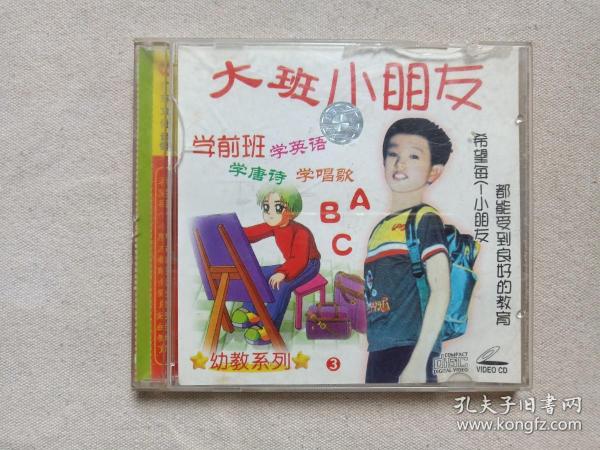 大班小朋友
学前班 学英语
学唐诗 学唱歌
A
B
C
希望每个小朋友
都能受到良好的教育
幼教系列
3
COMPACT
DISC
DIGITAL VIDEO
VIDEO CD
孔夫子旧书网
www.kongfz.com